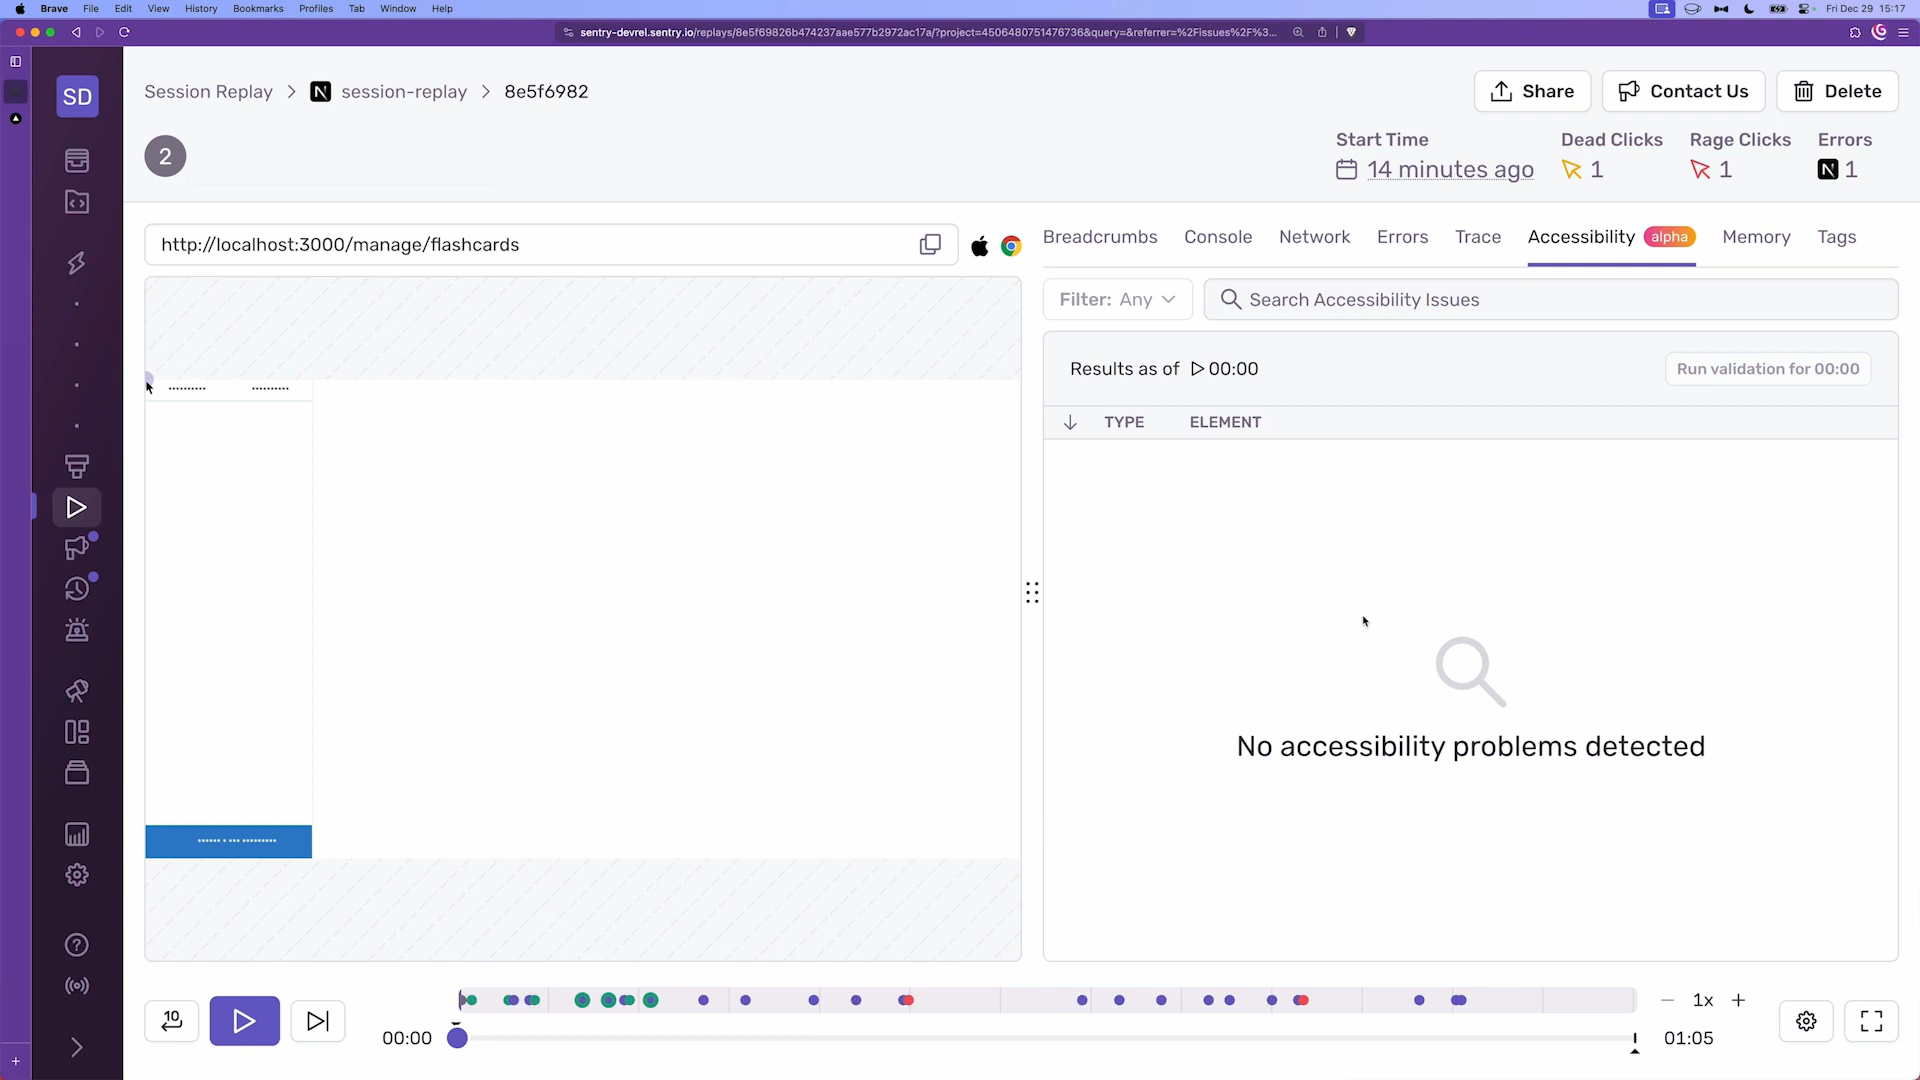 Brave File Edit View History Bookmarks Profiles Tab Window Help
Fri Dec 29 15:17
sentry-devrel.sentry.io/replays/8e5f69826b474237aae577b2972ac17a/?project=4506480751476736&query=&referrer=%2Fissues%2F%3...
SD
Session Replay > N session-replay > 8e5f6982
Share
Contact Us
Delete
2
Start Time
14 minutes ago
Dead Clicks
1
Rage Clicks
1
Errors
N 1
http://localhost:3000/manage/flashcards
Breadcrumbs Console Network Errors Trace Accessibility alpha Memory Tags
Filter: Any
Search Accessibility Issues
Results as of 00:00
Run validation for 00:00
TYPE ELEMENT
********** **********
No accessibility problems detected
****** * *** *********
10
00:00
01:05
1x